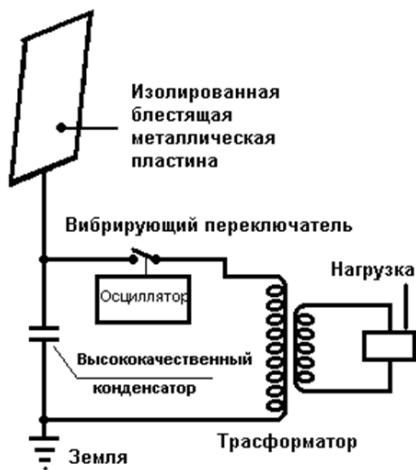 Изолированная
блестящая
металлическая
пластина
Вибрирующий переключатель
Нагрузка
Осциллятор
Высококачественный
конденсатор
Трасформатор
Земля